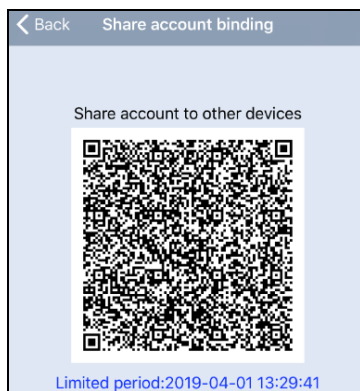 Back Share account binding
Share account to other devices
Limited period:2019-04-01 13:29:41